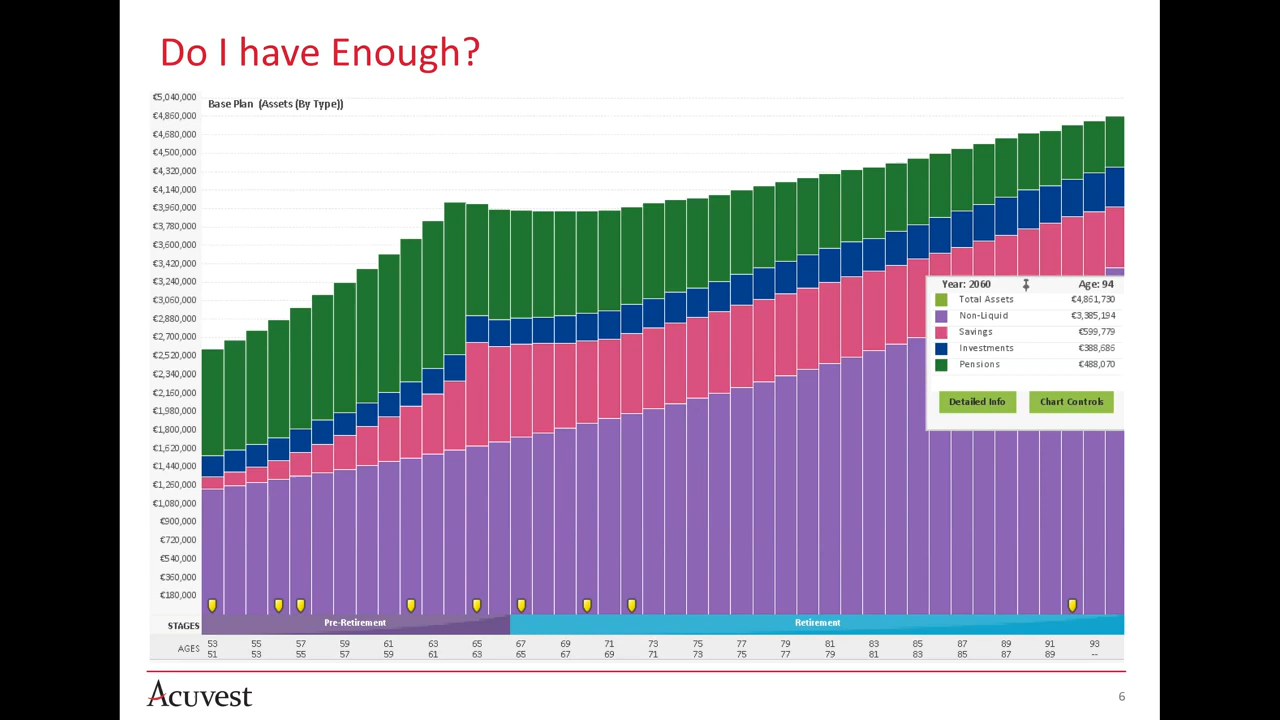 Do I have Enough?
Base Plan (Assets (By Type))
€5,040,000
€4,860,000
€4,680,000
€4,500,000
€4,320,000
€4,140,000
€3,960,000
€3,780,000
€3,600,000
€3,420,000
€3,240,000
€3,060,000
€2,880,000
€2,700,000
€2,520,000
€2,340,000
€2,160,000
€1,980,000
€1,800,000
€1,620,000
€1,440,000
€1,260,000
€1,080,000
€900,000
€720,000
€540,000
€360,000
€180,000
Year: 2060 Age: 94
Total Assets €4,861,730
Non-Liquid €3,385,194
Savings €599,779
Investments €388,686
Pensions €488,070
Detailed Info Chart Controls
STAGES Pre-Retirement Retirement
AGES
53 55 57 59 61 63 65 67 69 71 73 75 77 79 81 83 85 87 89 91 93
51 53 55 57 59 61 63 65 67 69 71 73 75 77 79 81 83 85 87 89 --
Acuvest
6